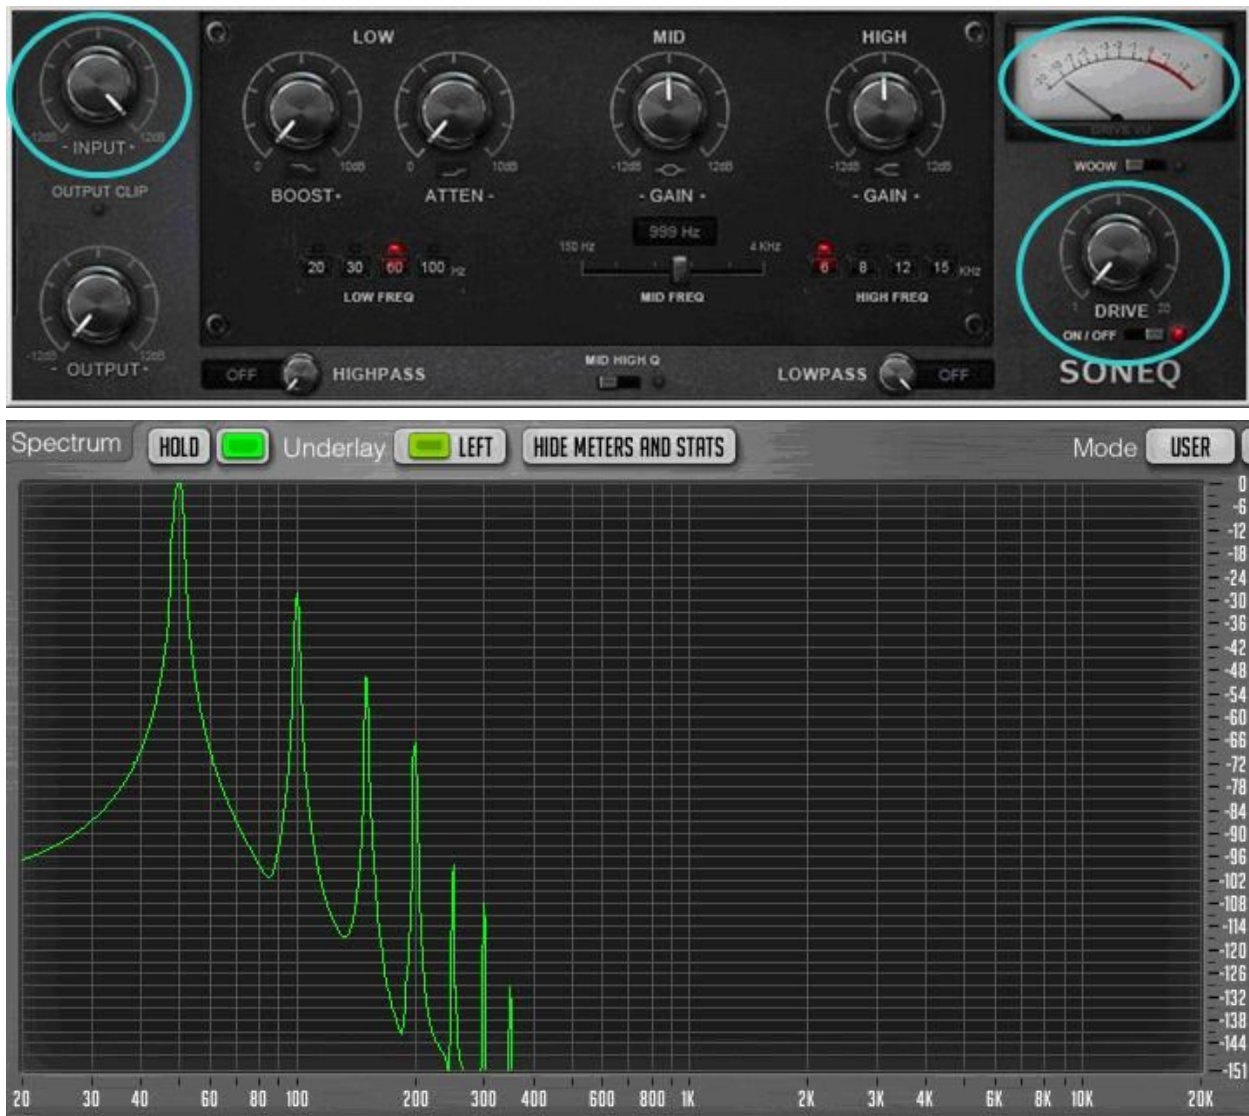 LOW
MID
HIGH
-12dB 12dB
- INPUT -
OUTPUT CLIP
-12dB 12dB
- OUTPUT -
0 10dB
BOOST -
0 10dB
ATTEN -
-12dB 12dB
- GAIN -
-12dB 12dB
- GAIN -
20 30 60 100 Hz
LOW FREQ
999 Hz
150 Hz 4 KHz
MID FREQ
6 8 12 15 KHz
HIGH FREQ
OFF HIGHPASS
MID HIGH Q
LOWPASS OFF
DRIVE VU
WOOW
1 20
DRIVE
ON / OFF
SONEQ
Spectrum HOLD Underlay LEFT HIDE METERS AND STATS Mode USER
0
-6
-12
-18
-24
-30
-36
-42
-48
-54
-60
-66
-72
-78
-84
-90
-96
-102
-108
-114
-120
-126
-132
-138
-144
-151
20 30 40 60 80 100 200 300 400 600 800 1K 2K 3K 4K 6K 8K 10K 20K